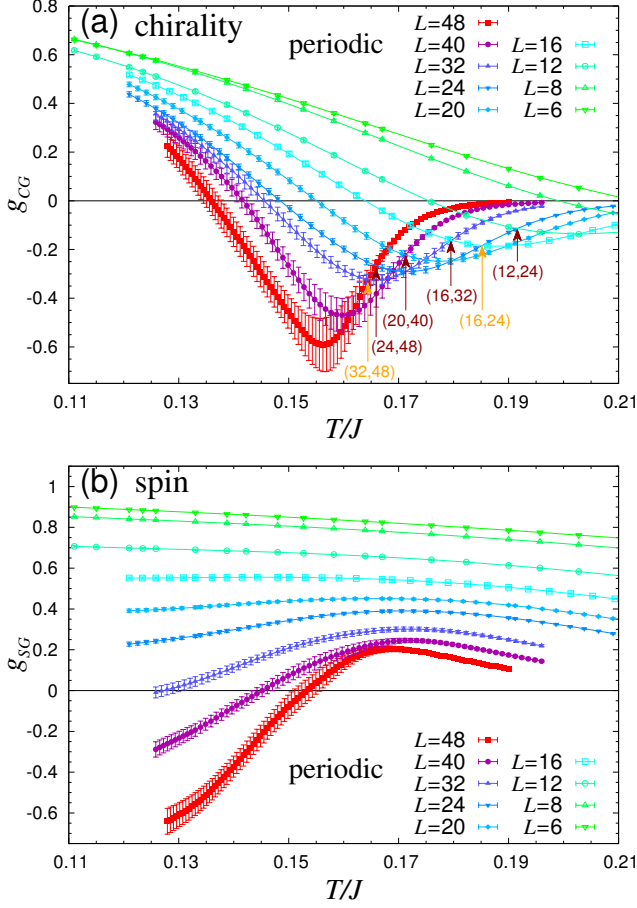 (a) chirality
periodic
L=48
L=40
L=32
L=24
L=20
L=16
L=12
L=8
L=6
0.8
0.6
0.4
0.2
0
-0.2
-0.4
-0.6
g_CG
(12,24)
(16,32)
(16,24)
(20,40)
(24,48)
(32,48)
0.11 0.13 0.15 0.17 0.19 0.21
T/J
(b) spin
1
0.8
0.6
0.4
0.2
0
-0.2
-0.4
-0.6
g_SG
periodic
L=48
L=40
L=32
L=24
L=20
L=16
L=12
L=8
L=6
0.11 0.13 0.15 0.17 0.19 0.21
T/J